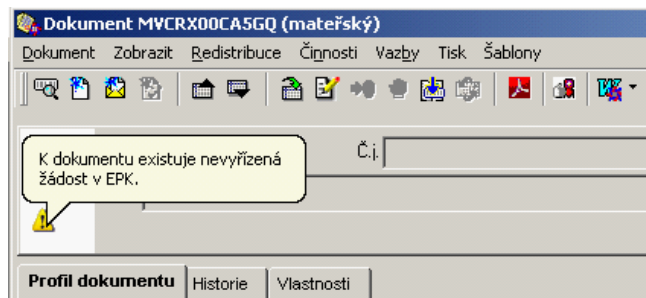 Dokument MVCRX00CA5GQ (mateřský)
Dokument Zobrazit Redistribuce Činnosti Vazby Tisk Šablony
Č.j.
K dokumentu existuje nevyřízená
žádost v EPK.
Profil dokumentu Historie Vlastnosti